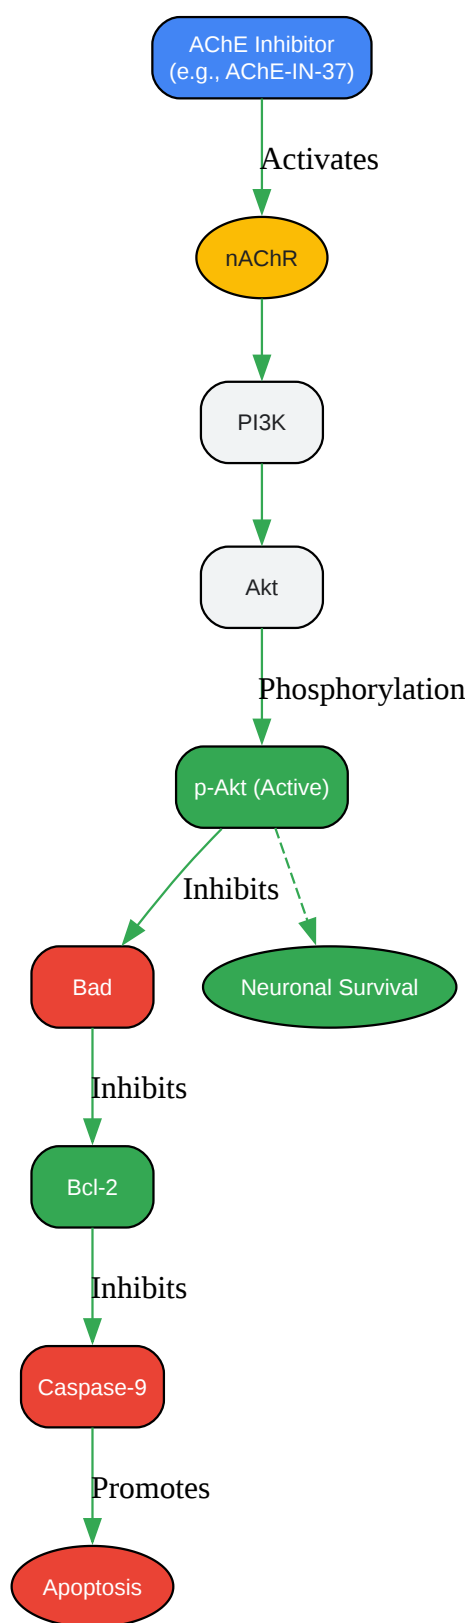 AChE Inhibitor
(e.g., AChE-IN-37)
Activates
nAChR
PI3K
Akt
Phosphorylation
p-Akt (Active)
Inhibits
Bad
Neuronal Survival
Inhibits
Bcl-2
Inhibits
Caspase-9
Promotes
Apoptosis